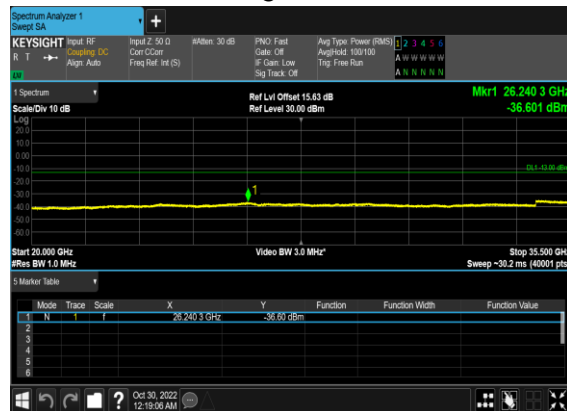 Spectrum Analyzer 1
Swept SA
+
KEYSIGHT Input: RF Input Z: 50 Ω #Atten: 30 dB PNO: Fast Avg Type: Power (RMS) 1 2 3 4 5 6
R T Coupling: DC Corr CCorr Gate: Off Avg|Hold: 100/100 A W W W W W
Align: Auto Freq Ref: Int (S) IF Gain: Low Trig: Free Run
LV Sig Track: Off A N N N N N
1 Spectrum Ref Lvl Offset 15.63 dB Mkr1 26.240 3 GHz
Scale/Div 10 dB Ref Level 30.00 dBm -36.601 dBm
Log
20.0
10.0
0.00
-10.0 DL1 -13.00 dBm
-20.0
-30.0 1
-40.0
-50.0
-60.0
Start 20.000 GHz Video BW 3.0 MHz* Stop 35.500 GHz
#Res BW 1.0 MHz Sweep ~30.2 ms (40001 pts)
5 Marker Table
Mode Trace Scale X Y Function Function Width Function Value
1 N 1 f 26.240 3 GHz -36.60 dBm
2
3
4
5
6
? Oct 30, 2022
12:19:06 AM